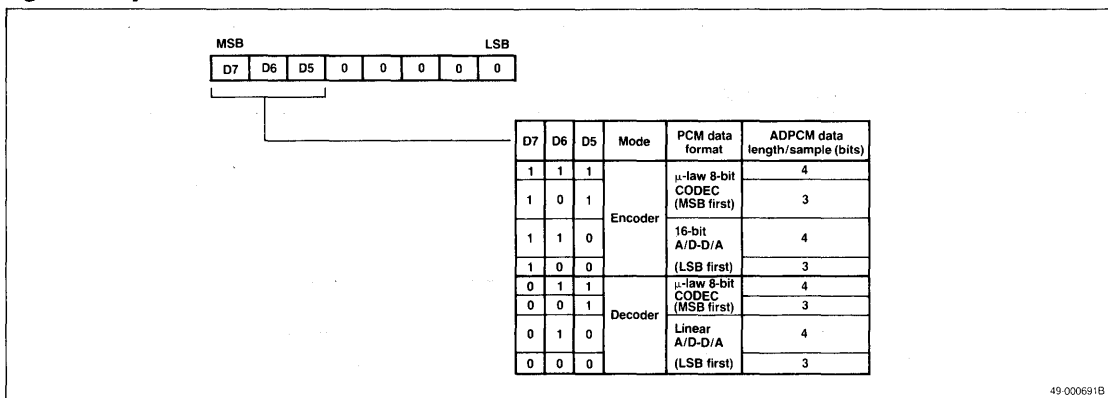 MSB LSB
D7 D6 D5 0 0 0 0 0
D7 D6 D5 Mode PCM data format ADPCM data length/sample (bits)
1 1 1 Encoder μ-law 8-bit CODEC (MSB first) 4
1 0 1 3
1 1 0 16-bit A/D-D/A (LSB first) 4
1 0 0 3
0 1 1 Decoder μ-law 8-bit CODEC (MSB first) 4
0 0 1 3
0 1 0 Linear A/D-D/A (LSB first) 4
0 0 0 3
49-000691B